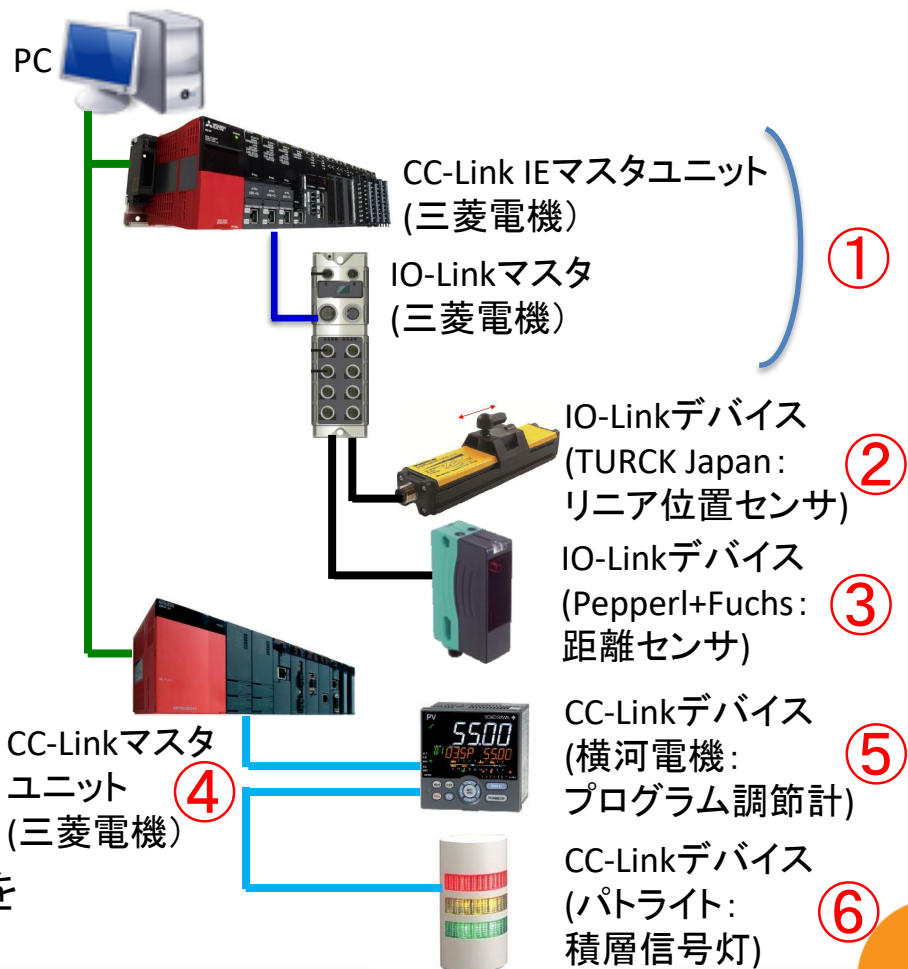 PC
CC-Link IEマスタユニット
(三菱電機）
①
IO-Linkマスタ
(三菱電機）
IO-Linkデバイス
(TURCK Japan：
リニア位置センサ)
②
IO-Linkデバイス
(Pepperl+Fuchs：
距離センサ)
③
CC-Linkマスタ
ユニット
(三菱電機）
④
を
PV
YOKOGAWA
55.00
CC-Linkデバイス
(横河電機：
プログラム調節計)
⑤
CC-Linkデバイス
(パトライト：
積層信号灯)
⑥